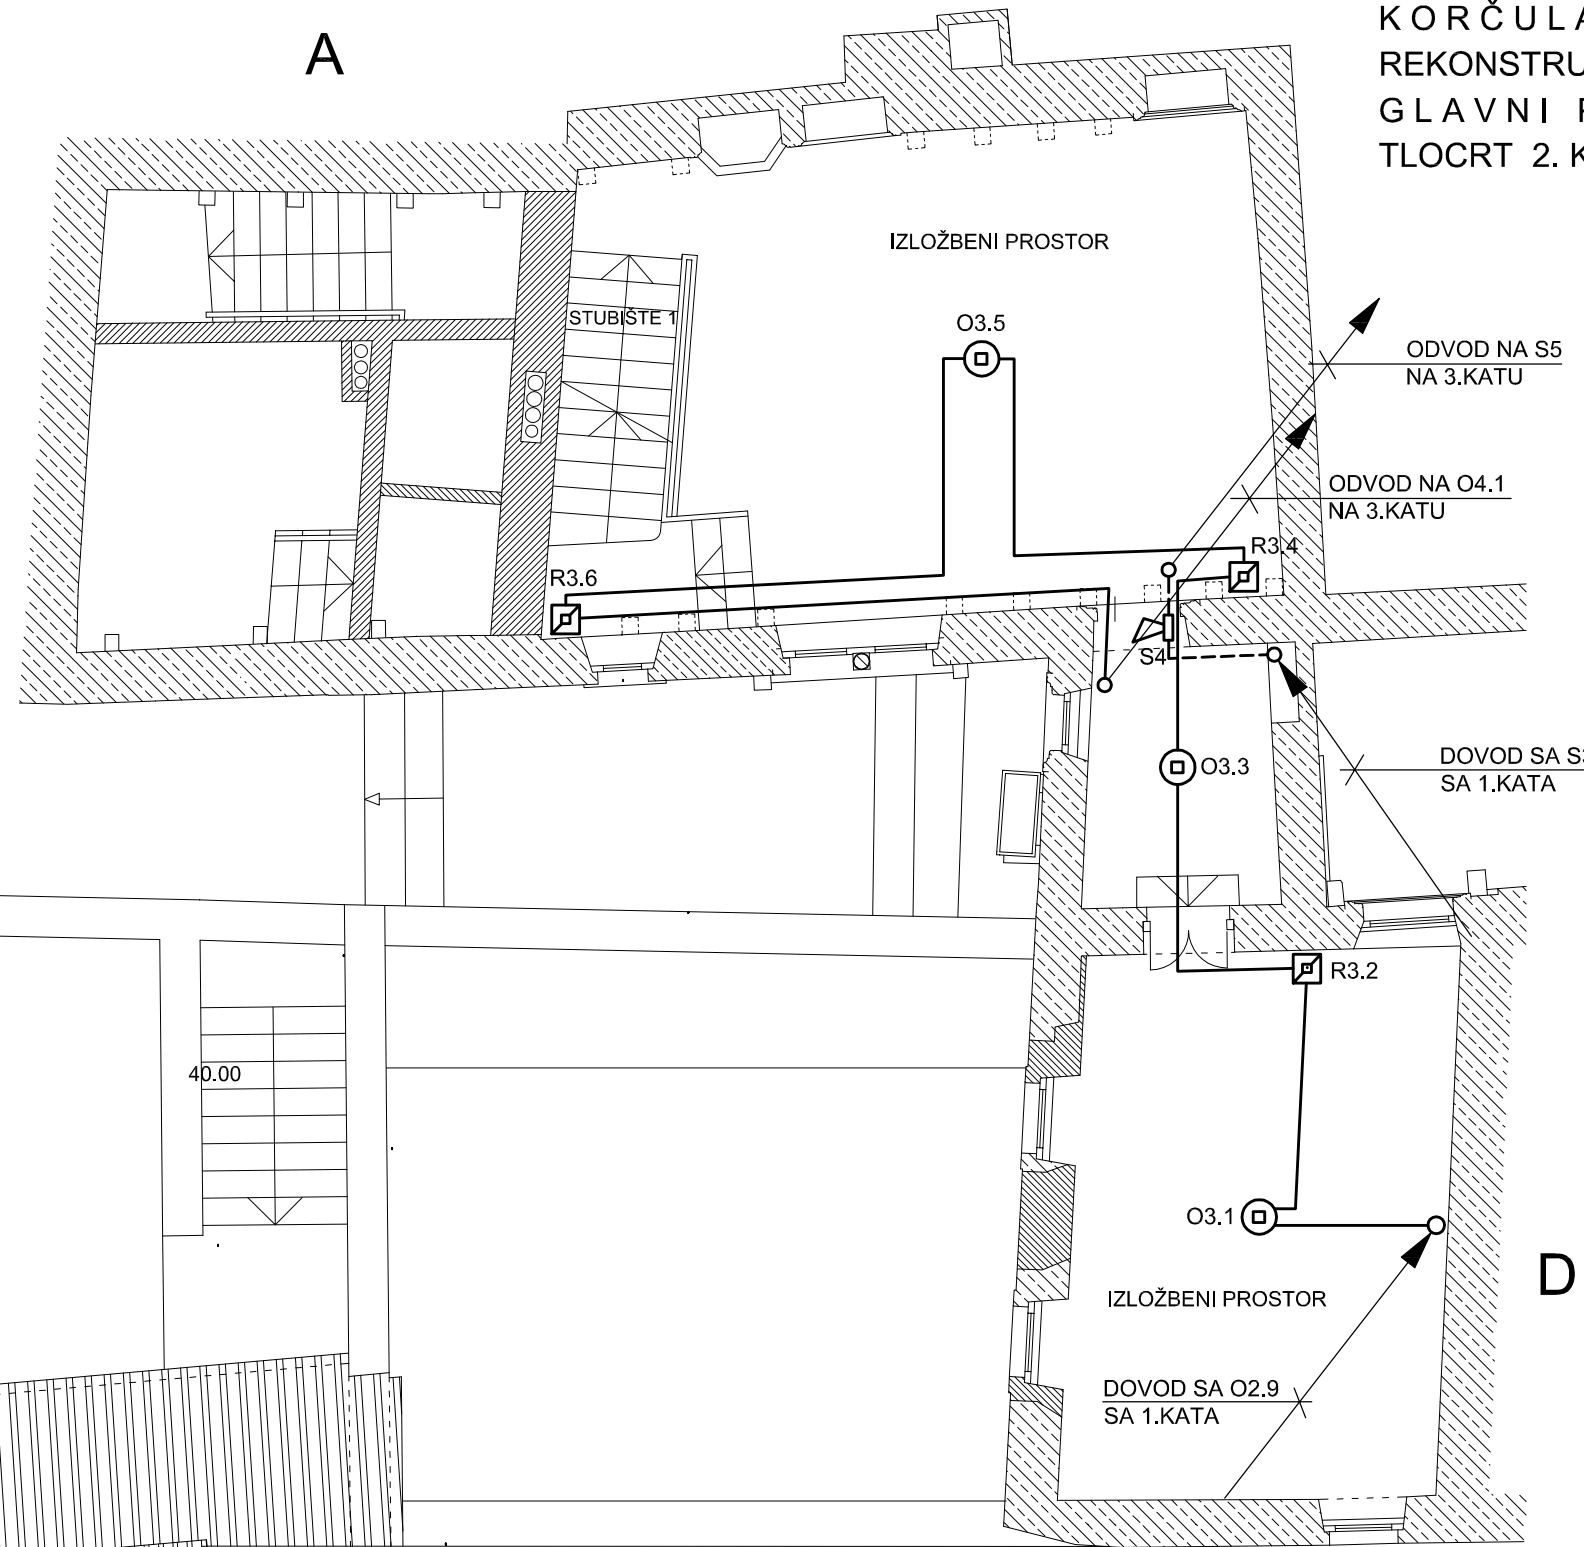 A
KORČULA
REKONSTRU
GLAVNI
TLOCRT 2. K
IZLOŽBENI PROSTOR
STUBIŠTE 1
O3.5
ODVOD NA S5
NA 3.KATU
ODVOD NA O4.1
NA 3.KATU
R3.4
R3.6
S4
O3.3
DOVOD SA S3
SA 1.KATA
R3.2
40.00
O3.1
D
IZLOŽBENI PROSTOR
DOVOD SA O2.9
SA 1.KATA